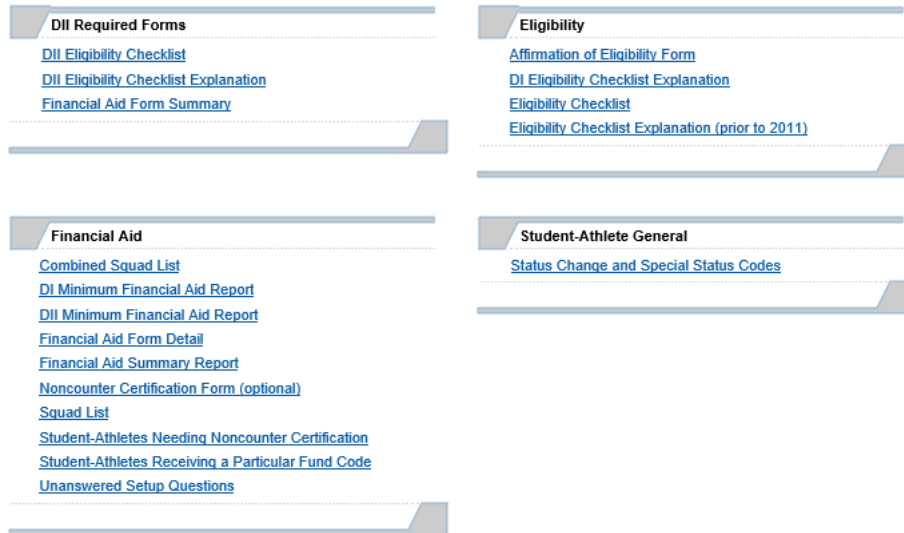 DII Required Forms
DII Eligibility Checklist
DII Eligibility Checklist Explanation
Financial Aid Form Summary
Eligibility
Affirmation of Eligibility Form
DI Eligibility Checklist Explanation
Eligibility Checklist
Eligibility Checklist Explanation (prior to 2011)
Financial Aid
Combined Squad List
DI Minimum Financial Aid Report
DII Minimum Financial Aid Report
Financial Aid Form Detail
Financial Aid Summary Report
Noncounter Certification Form (optional)
Squad List
Student-Athletes Needing Noncounter Certification
Student-Athletes Receiving a Particular Fund Code
Unanswered Setup Questions
Student-Athlete General
Status Change and Special Status Codes